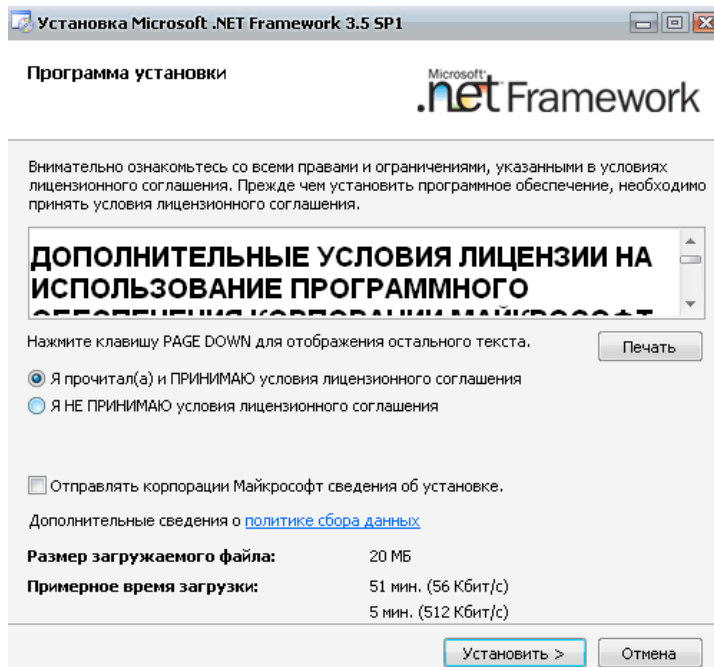 Установка Microsoft .NET Framework 3.5 SP1
Программа установки
Microsoft
.net Framework
Внимательно ознакомьтесь со всеми правами и ограничениями, указанными в условиях
лицензионного соглашения. Прежде чем установить программное обеспечение, необходимо
принять условия лицензионного соглашения.
ДОПОЛНИТЕЛЬНЫЕ УСЛОВИЯ ЛИЦЕНЗИИ НА
ИСПОЛЬЗОВАНИЕ ПРОГРАММНОГО
ОБЕСПЕЧЕНИЯ КОРПОРАЦИИ МАЙКРОСОФТ
Нажмите клавишу PAGE DOWN для отображения остального текста.
Печать
Я прочитал(а) и ПРИНИМАЮ условия лицензионного соглашения
Я НЕ ПРИНИМАЮ условия лицензионного соглашения
Отправлять корпорации Майкрософт сведения об установке.
Дополнительные сведения о политике сбора данных
Размер загружаемого файла: 20 МБ
Примерное время загрузки: 51 мин. (56 Кбит/с)
5 мин. (512 Кбит/с)
Установить >
Отмена